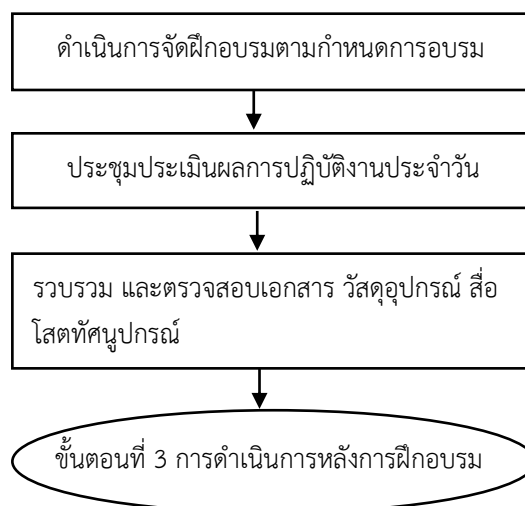 ดำเนินการจัดฝึกอบรมตามกำหนดการอบรม
ประชุมประเมินผลการปฏิบัติงานประจำวัน
รวบรวม และตรวจสอบเอกสาร วัสดุอุปกรณ์ สื่อ
โสตทัศนูปกรณ์
ขั้นตอนที่ 3 การดำเนินการหลังการฝึกอบรม